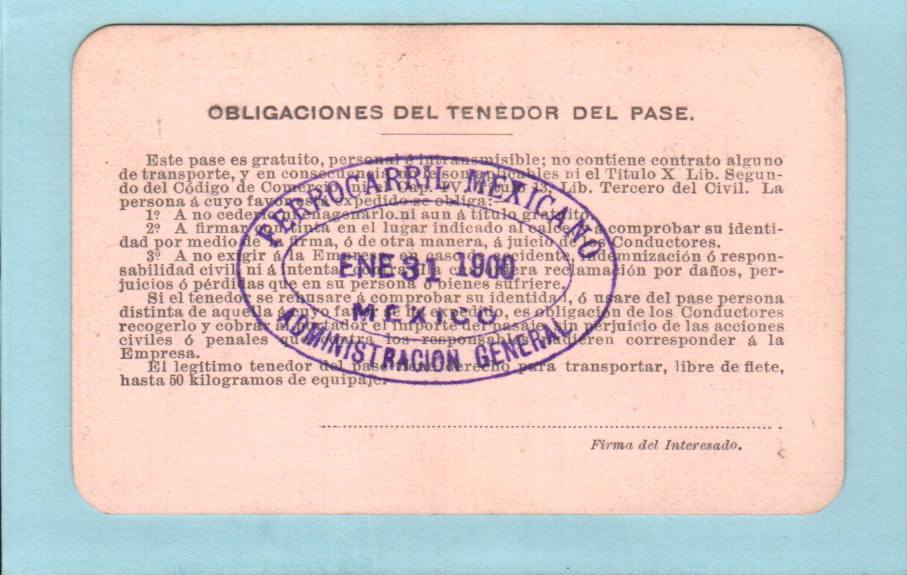 OBLIGACIONES DEL TENEDOR DEL PASE.
Este pase es gratuito, personal é intransmisible; no contiene contrato alguno
de transporte, y en consecuencia no le son aplicables ni el Título X Lib. Segun-
do del Código de Comercio, ni el Cap. IV, Título 13, Lib. Tercero del Civil. La
persona á cuyo favor está expedido se obliga:
1º A no ceder ni enagenarlo ni aun á título gratuito.
2º A firmar con tinta en el lugar indicado al calce y á comprobar su identi-
dad por medio de la firma, ó de otra manera, á juicio de los Conductores.
3º A no exigir á la Empresa en caso de accidente, indemnización ó respon-
sabilidad civil, ni á intentar contra ella cualquiera reclamación por daños, per-
juicios ó pérdidas que en su persona ó bienes sufriere.
Si el tenedor se rehusare á comprobar su identidad, ó usare del pase persona
distinta de aquella á cuyo favor fué expedido, es obligación de los Conductores
recogerlo y cobrar al portador el importe del pasaje, sin perjuicio de las acciones
civiles ó penales que contra los responsables pudieren corresponder á la
Empresa.
El legítimo tenedor del pase tiene derecho para transportar, libre de flete,
hasta 50 kilogramos de equipaje.
Firma del Interesado.
FERROCARRIL MEXICANO
ENE 31 1900
MEXICO
ADMINISTRACION GENERAL